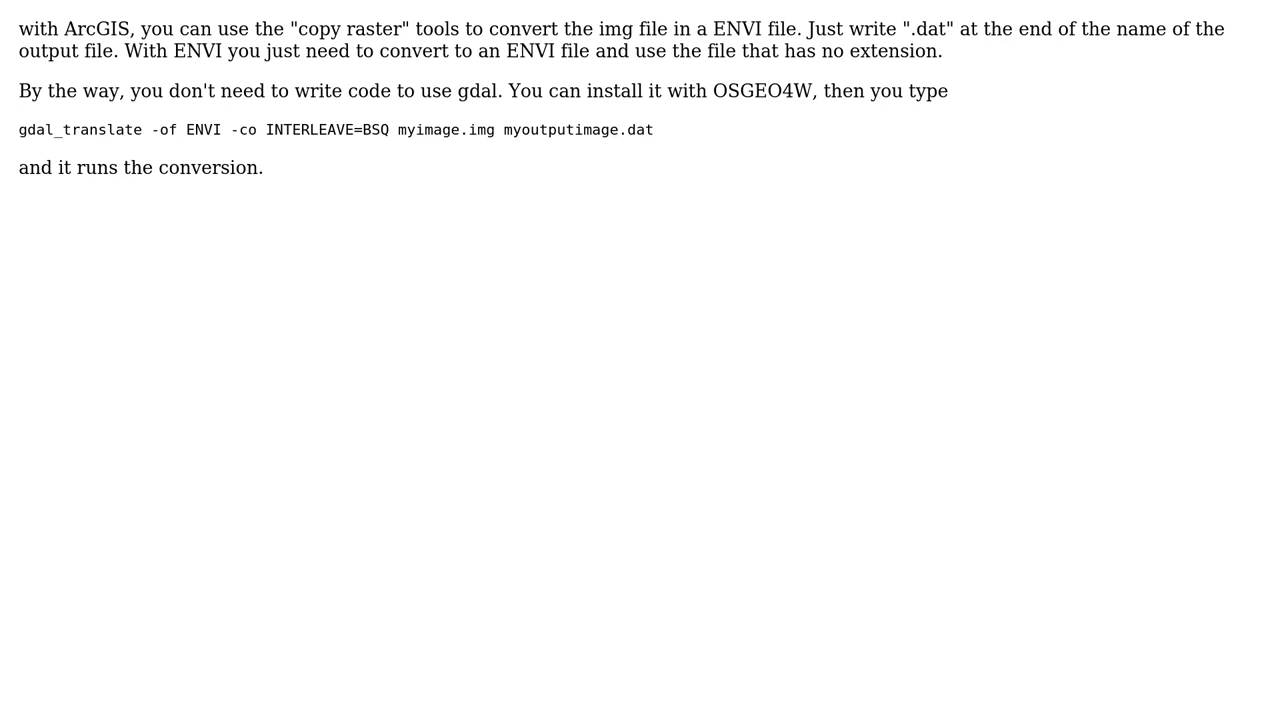 with ArcGIS, you can use the "copy raster" tools to convert the img file in a ENVI file. Just write ".dat" at the end of the name of the
output file. With ENVI you just need to convert to an ENVI file and use the file that has no extension.
By the way, you don't need to write code to use gdal. You can install it with OSGEO4W, then you type
gdal_translate -of ENVI -co INTERLEAVE=BSQ myimage.img myoutputimage.dat
and it runs the conversion.